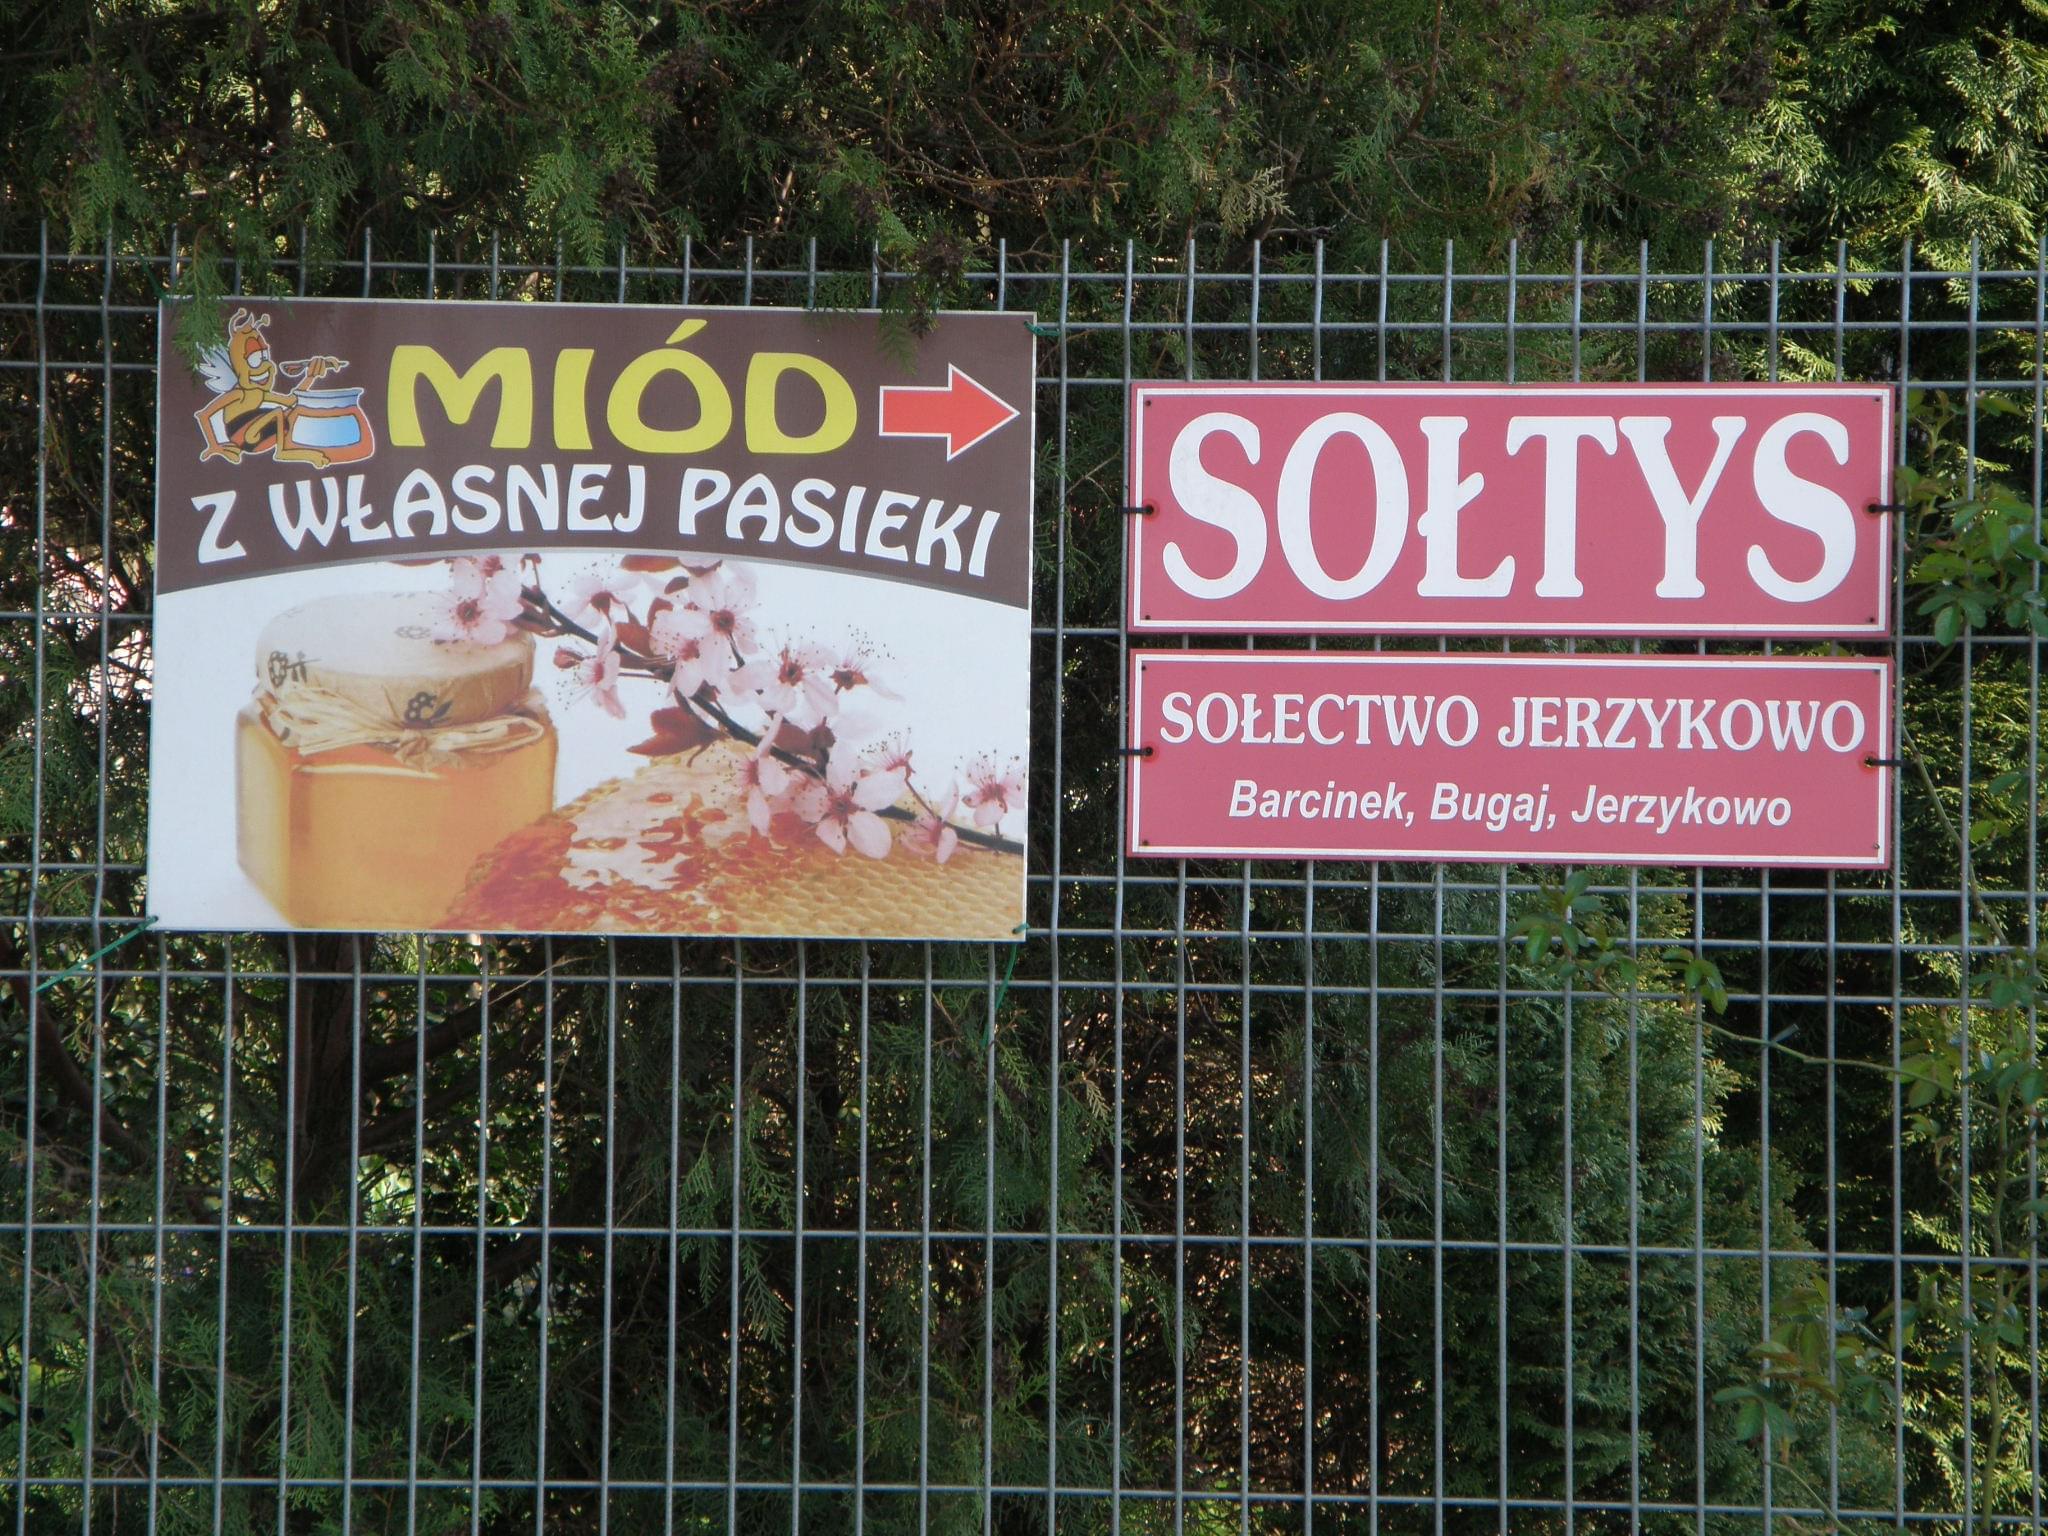 MIÓD
Z WŁASNEJ PASIEKI
SOŁTYS
SOŁECTWO JERZYKOWO
Barcinek, Bugaj, Jerzykowo